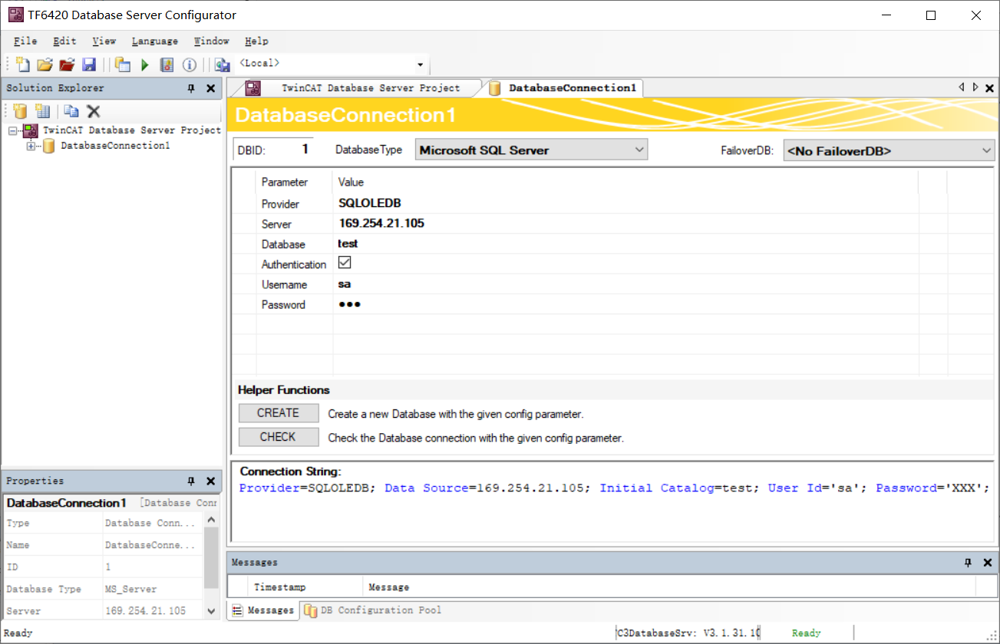 TF6420 Database Server Configurator
File Edit View Language Window Help
<Local>
Solution Explorer
TwinCAT Database Server Project
DatabaseConnection1
TwinCAT Database Server Project DatabaseConnection1
DatabaseConnection1
DBID: 1 DatabaseType Microsoft SQL Server FailoverDB: <No FailoverDB>
Parameter Value
Provider SQLOLEDB
Server 169.254.21.105
Database test
Authentication
Username sa
Password ●●●
Helper Functions
CREATE Create a new Database with the given config parameter.
CHECK Check the Database connection with the given config parameter.
Connection String:
Provider=SQLOLEDB; Data Source=169.254.21.105; Initial Catalog=test; User Id='sa'; Password='XXX';
Properties
DatabaseConnection1 [Database Conr
Type Database Conn...
Name DatabaseConne...
ID 1
Database Type MS_Server
Server 169.254.21.105
Messages
Timestamp Message
Messages DB Configuration Pool
Ready C3DatabaseSrv: V3.1.31.1 Ready